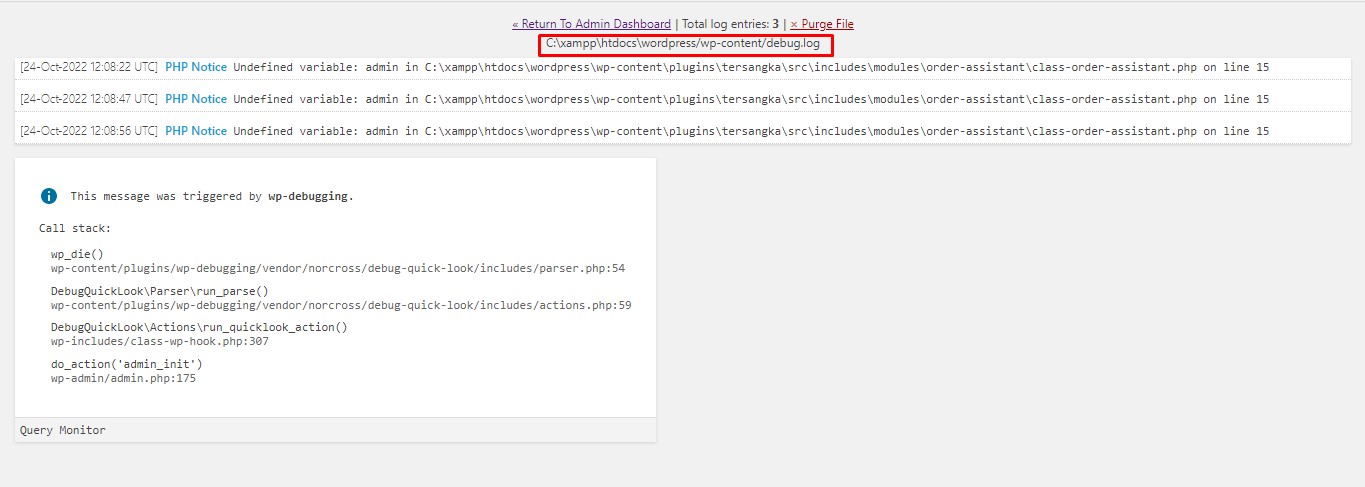 « Return To Admin Dashboard | Total log entries: 3 | × Purge File
C:\xampp\htdocs\wordpress/wp-content/debug.log
[24-Oct-2022 12:08:22 UTC] PHP Notice Undefined variable: admin in C:\xampp\htdocs\wordpress\wp-content\plugins\tersangka\src\includes\modules\order-assistant\class-order-assistant.php on line 15
[24-Oct-2022 12:08:47 UTC] PHP Notice Undefined variable: admin in C:\xampp\htdocs\wordpress\wp-content\plugins\tersangka\src\includes\modules\order-assistant\class-order-assistant.php on line 15
[24-Oct-2022 12:08:56 UTC] PHP Notice Undefined variable: admin in C:\xampp\htdocs\wordpress\wp-content\plugins\tersangka\src\includes\modules\order-assistant\class-order-assistant.php on line 15
This message was triggered by wp-debugging.
Call stack:
wp_die()
wp-content/plugins/wp-debugging/vendor/norcross/debug-quick-look/includes/parser.php:54
DebugQuickLook\Parser\run_parse()
wp-content/plugins/wp-debugging/vendor/norcross/debug-quick-look/includes/actions.php:59
DebugQuickLook\Actions\run_quicklook_action()
wp-includes/class-wp-hook.php:307
do_action('admin_init')
wp-admin/admin.php:175
Query Monitor